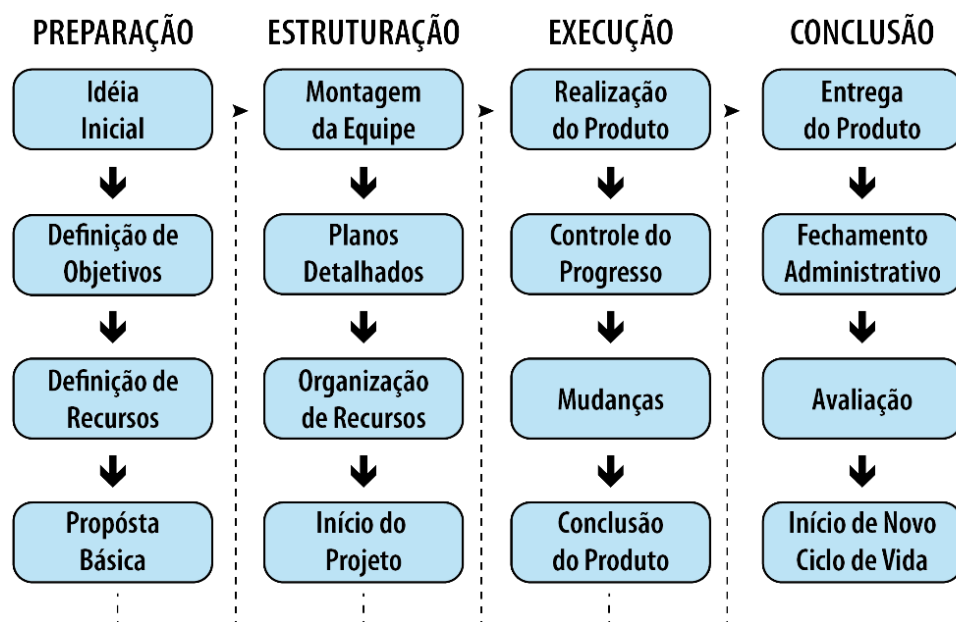 PREPARAÇÃO
Idéia
Inicial
Definição de
Objetivos
Definição de
Recursos
Propósta
Básica
ESTRUTURAÇÃO
Montagem
da Equipe
Planos
Detalhados
Organização
de Recursos
Início do
Projeto
EXECUÇÃO
Realização
do Produto
Controle do
Progresso
Mudanças
Conclusão
do Produto
CONCLUSÃO
Entrega
do Produto
Fechamento
Administrativo
Avaliação
Início de Novo
Ciclo de Vida